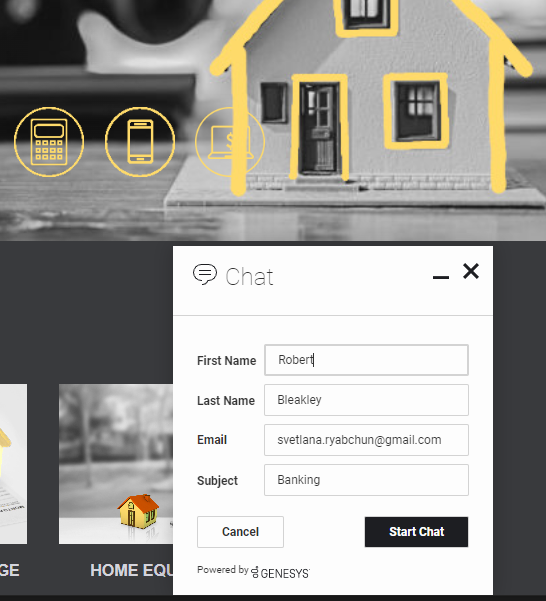 Chat
First Name Robert
Last Name Bleakley
Email svetlana.ryabchun@gmail.com
Subject Banking
Cancel Start Chat
Powered by GENESYS
GE HOME EQU